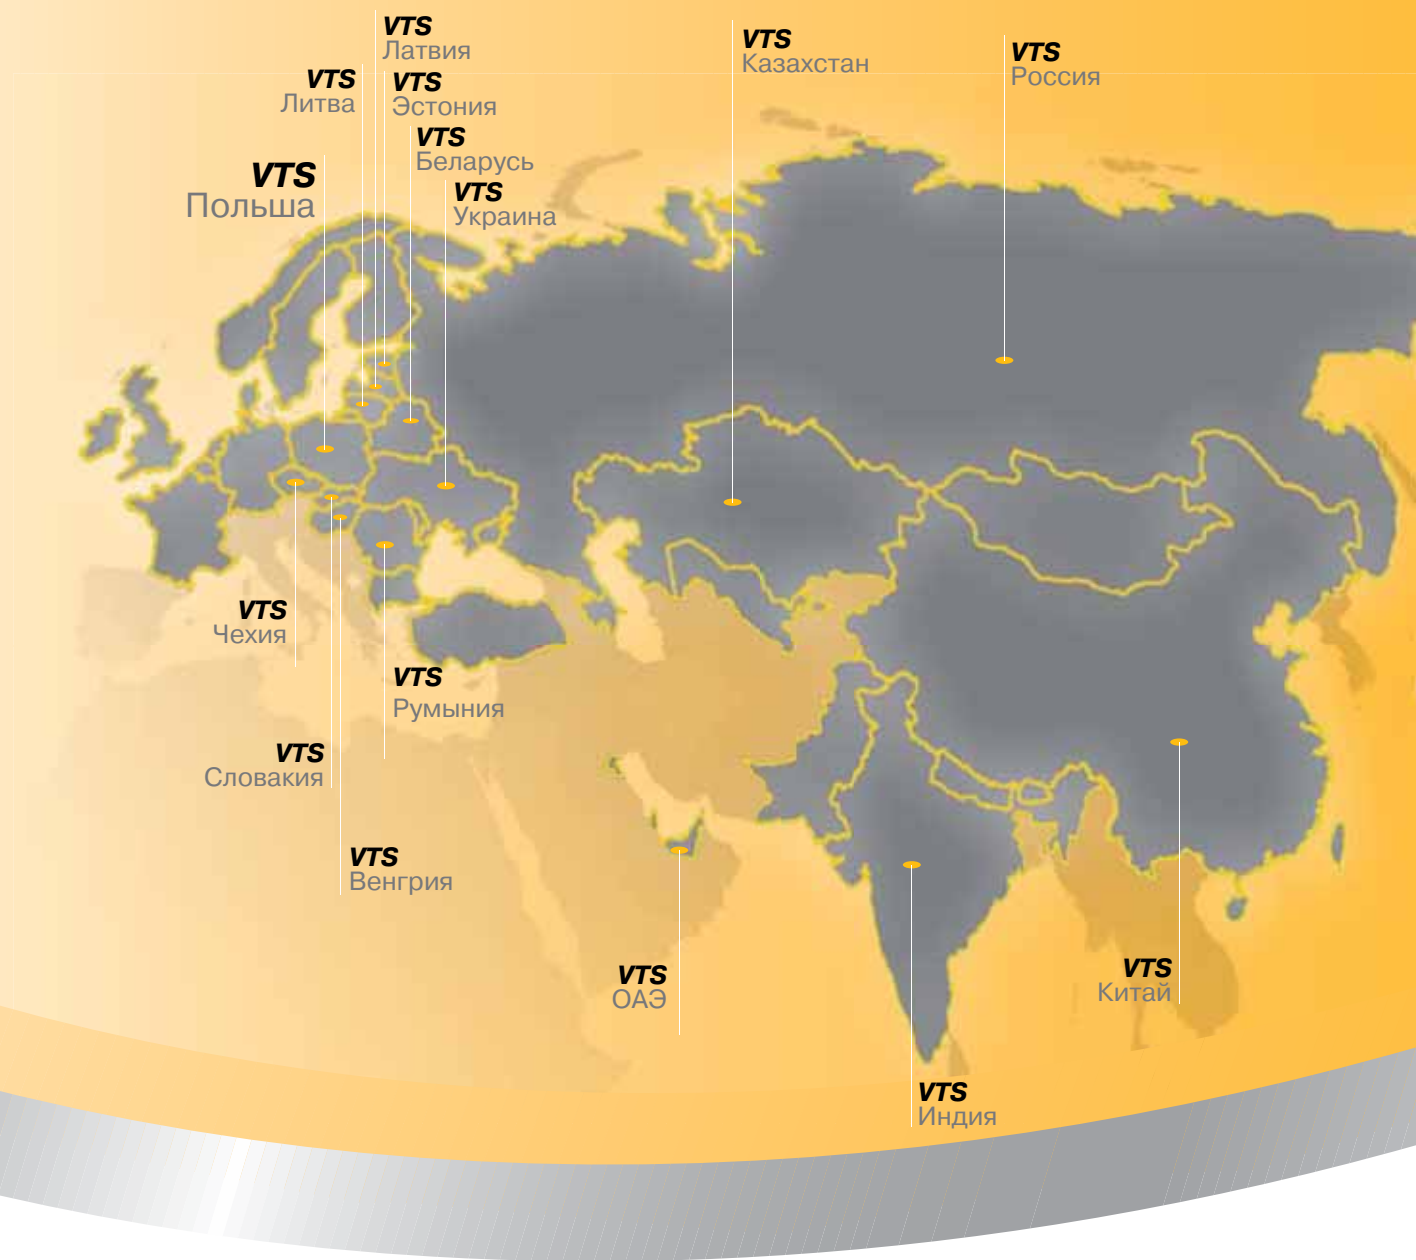 VTS
Латвия
VTS
Литва
VTS
Эстония
VTS
Беларусь
VTS
Польша
VTS
Украина
VTS
Казахстан
VTS
Россия
VTS
Чехия
VTS
Румыния
VTS
Словакия
VTS
Венгрия
VTS
ОАЭ
VTS
Китай
VTS
Индия